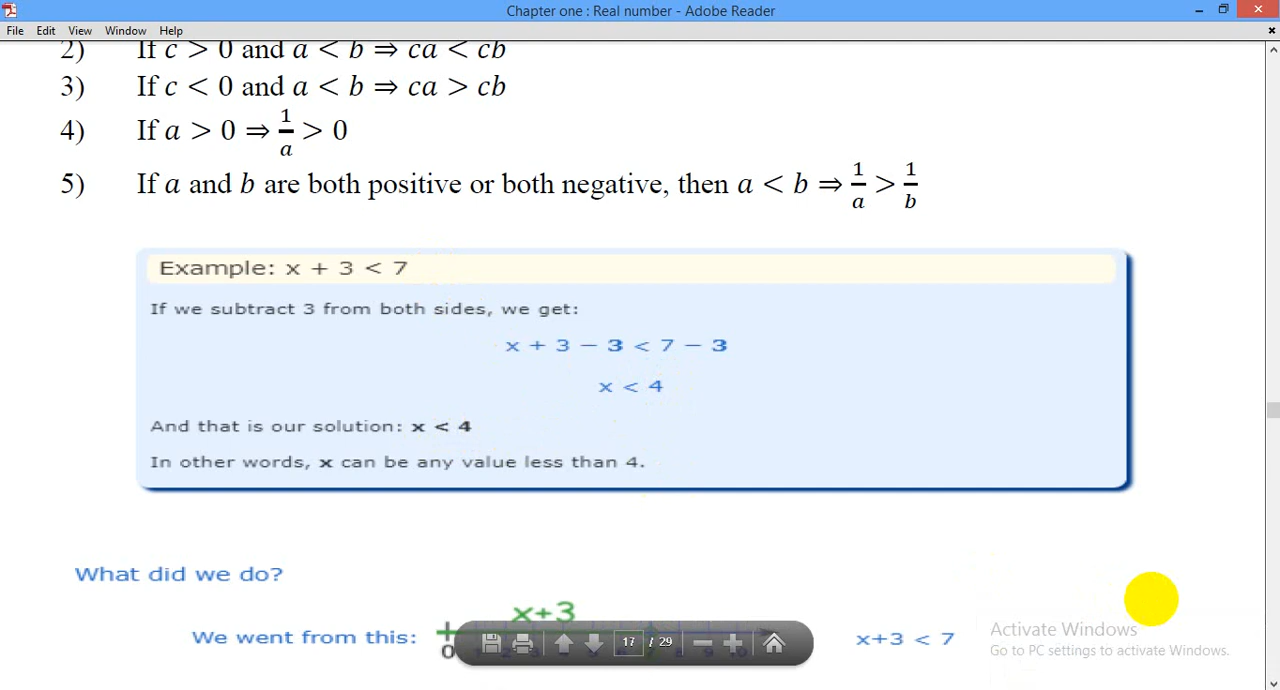 Chapter one : Real number - Adobe Reader
File Edit View Window Help
2) If c > 0 and a < b ⇒ ca < cb
3) If c < 0 and a < b ⇒ ca > cb
4) If a > 0 ⇒ 1/a > 0
5) If a and b are both positive or both negative, then a < b ⇒ 1/a > 1/b
Example: x + 3 < 7
If we subtract 3 from both sides, we get:
x + 3 − 3 < 7 − 3
x < 4
And that is our solution: x < 4
In other words, x can be any value less than 4.
What did we do?
x+3
We went from this:
0
17 / 29
x+3 < 7
Activate Windows
Go to PC settings to activate Windows.